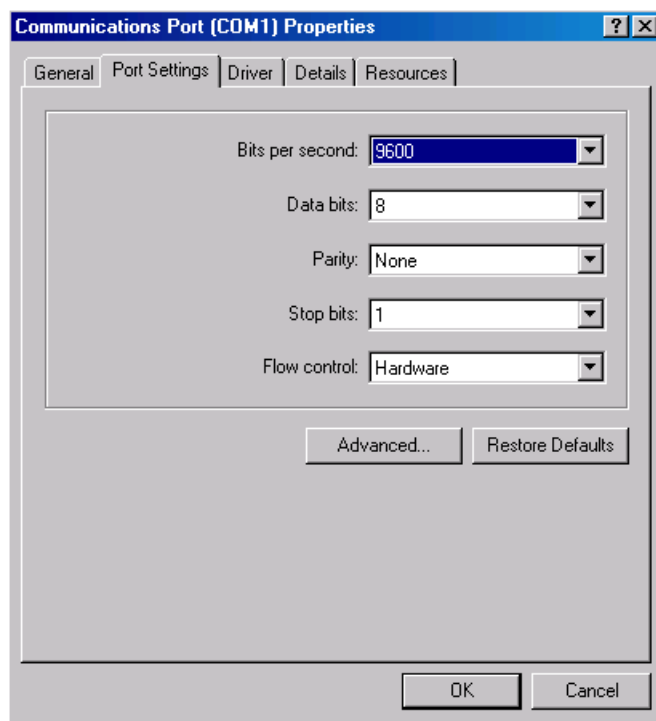 Communications Port (COM1) Properties ? X
General Port Settings Driver Details Resources
Bits per second: 9600
Data bits: 8
Parity: None
Stop bits: 1
Flow control: Hardware
Advanced... Restore Defaults
OK Cancel